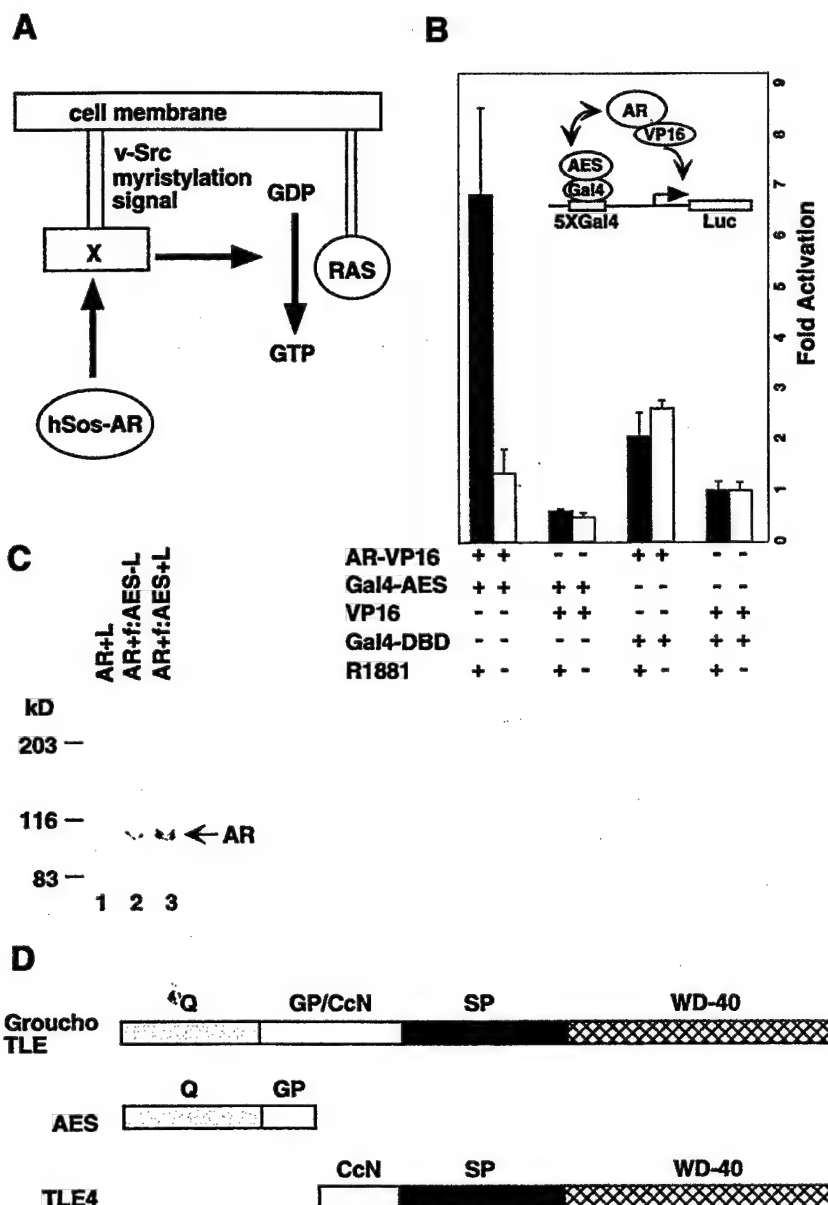 A
cell membrane
v-Src
myristylation
signal
GDP
X
RAS
GTP
hSos-AR
B
AR
VP16
AES
Gal4
5XGal4
Luc
9
8
7
6
5
4
3
2
1
0
Fold Activation
AR-VP16 + + - - + + - -
Gal4-AES + + + + - - - -
VP16 - - + + - - + +
Gal4-DBD - - - - + + + +
R1881 + - + - + - + -
C
AR+L
AR+f:AES-L
AR+f:AES+L
kD
203
116
AR
83
1 2 3
D
Q GP/CcN SP WD-40
Groucho
TLE
Q GP
AES
CcN SP WD-40
TLE4